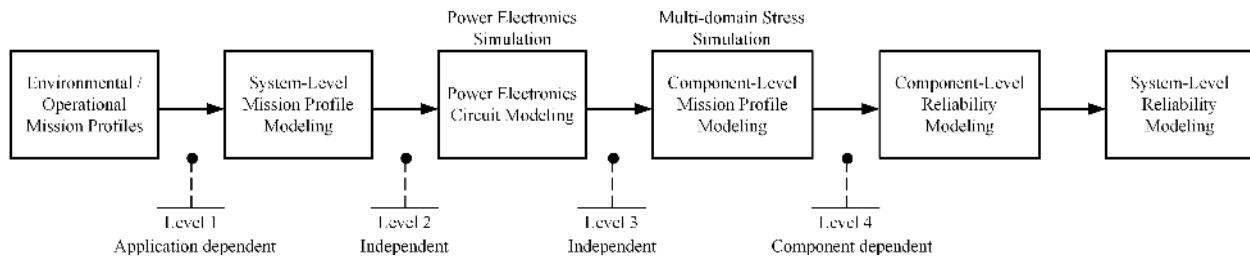 Power Electronics
Simulation
Multi-domain Stress
Simulation
Environmental /
Operational
Mission Profiles
System-Level
Mission Profile
Modeling
Power Electronics
Circuit Modeling
Component-Level
Mission Profile
Modeling
Component-Level
Reliability
Modeling
System-Level
Reliability
Modeling
Level 1
Application dependent
Level 2
Independent
Level 3
Independent
Level 4
Component dependent